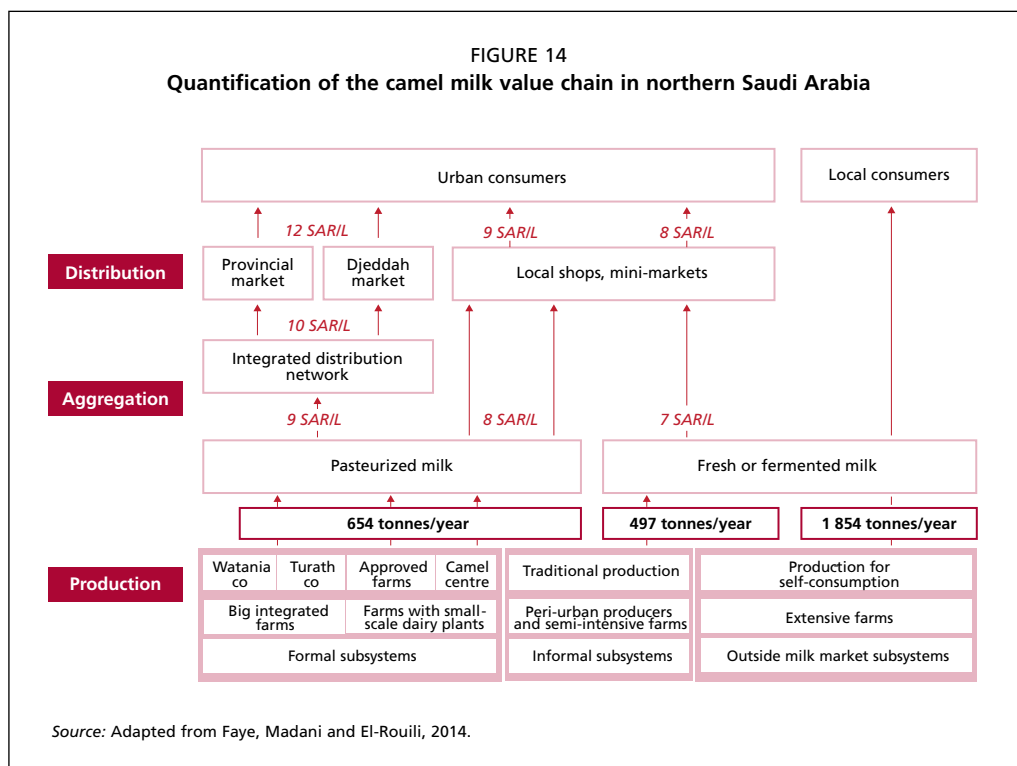 FIGURE 14
Quantification of the camel milk value chain in northern Saudi Arabia
Urban consumers
Local consumers
12 SAR/L
9 SAR/L
8 SAR/L
Distribution
Provincial
market
Djeddah
market
Local shops, mini-markets
10 SAR/L
Integrated distribution
network
Aggregation
9 SAR/L
8 SAR/L
7 SAR/L
Pasteurized milk
Fresh or fermented milk
654 tonnes/year
497 tonnes/year
1 854 tonnes/year
Production
Watania
co
Turath
co
Approved
farms
Camel
centre
Traditional production
Production for
self-consumption
Big integrated
farms
Farms with small-
scale dairy plants
Peri-urban producers
and semi-intensive farms
Extensive farms
Formal subsystems
Informal subsystems
Outside milk market subsystems
Source: Adapted from Faye, Madani and El-Rouili, 2014.